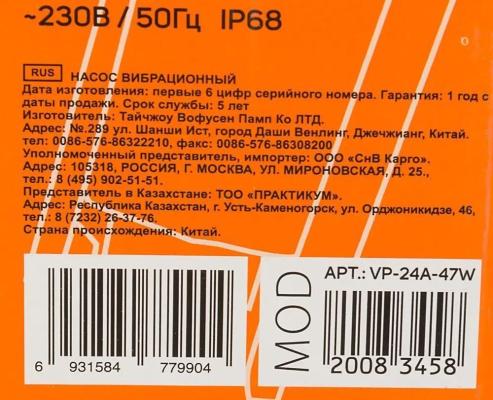 ~230В / 50Гц IP68
RUS НАСОС ВИБРАЦИОННЫЙ
Дата изготовления: первые 6 цифр серийного номера. Гарантия: 1 год с
даты продажи. Срок службы: 5 лет
Изготовитель: Тайчжоу Вофусен Памп Ко ЛТД.
Адрес: №.289 ул. Шанши Ист, город Даши Венлинг, Джечжианг, Китай.
тел: 0086-576-86322210, факс: 0086-576-86308200
Уполномоченный представитель, импортер: ООО «СнВ Карго».
Адрес: 105318, РОССИЯ, Г. МОСКВА, УЛ. МИРОНОВСКАЯ, Д. 25.,
тел.: 8 (495) 902-51-51.
Представитель в Казахстане: ТОО «ПРАКТИКУМ».
Адрес: Республика Казахстан, г. Усть-Каменогорск, ул. Орджоникидзе, 46,
тел.: 8 (7232) 26-37-76.
Страна происхождения: Китай.
6 931584 779904
MOD
АРТ.: VP-24A-47W
2008 3458